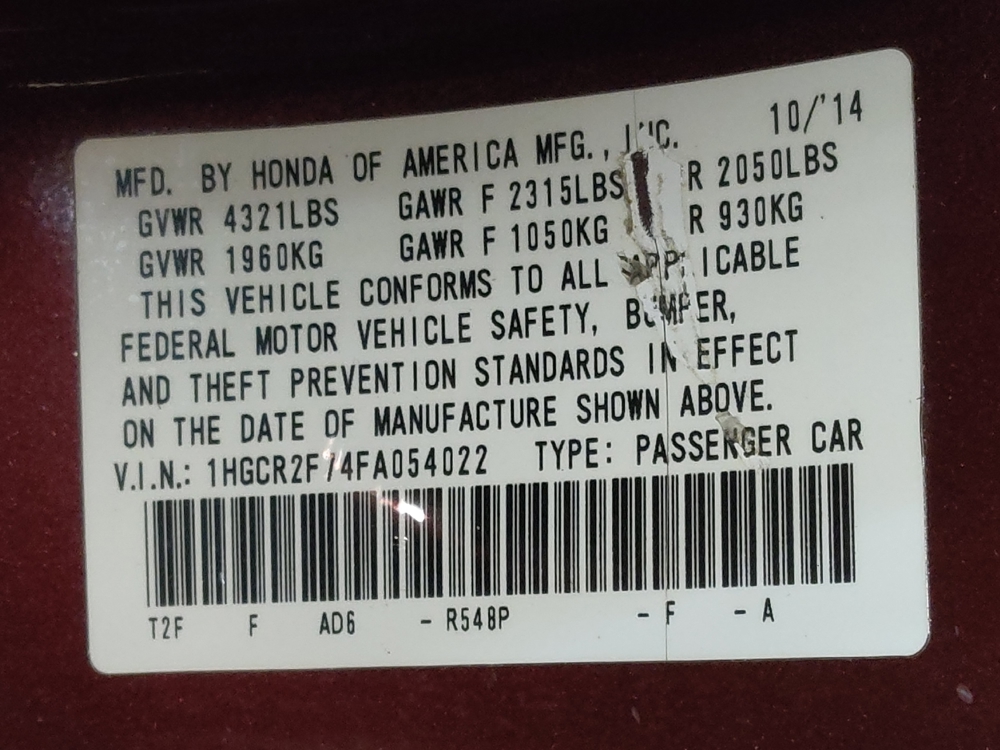 MFD. BY HONDA OF AMERICA MFG., INC. 10/'14
GVWR 4321LBS GAWR F 2315LBS R 2050LBS
GVWR 1960KG GAWR F 1050KG R 930KG
THIS VEHICLE CONFORMS TO ALL APPLICABLE
FEDERAL MOTOR VEHICLE SAFETY, BUMPER,
AND THEFT PREVENTION STANDARDS IN EFFECT
ON THE DATE OF MANUFACTURE SHOWN ABOVE.
V.I.N.: 1HGCR2F74FA054022 TYPE: PASSENGER CAR
T2F F AD6 - R548P - F - A